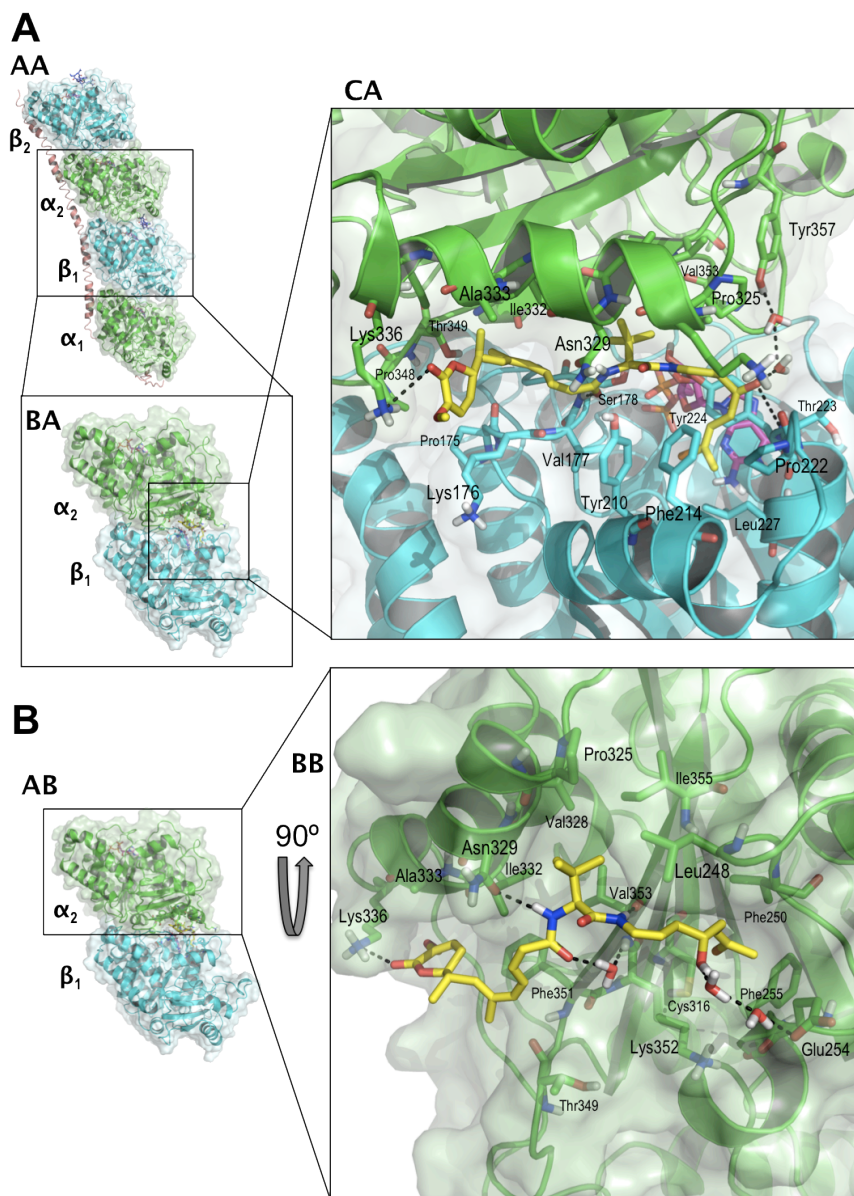 A
AA
CA
β2
α2
β1
α1
BA
α2
β1
Tyr357
Val353
Pro325
Ala333
Ile332
Lys336
Thr349
Asn329
Pro348
Ser178
Thr223
Tyr224
Pro175
Val177
Pro222
Lys176
Tyr210
Phe214
Leu227
B
AB
BB
90º
α2
β1
Pro325
Ile355
Val328
Asn329
Ile332
Leu248
Ala333
Val353
Lys336
Phe250
Phe351
Cys316
Phe255
Lys352
Glu254
Thr349